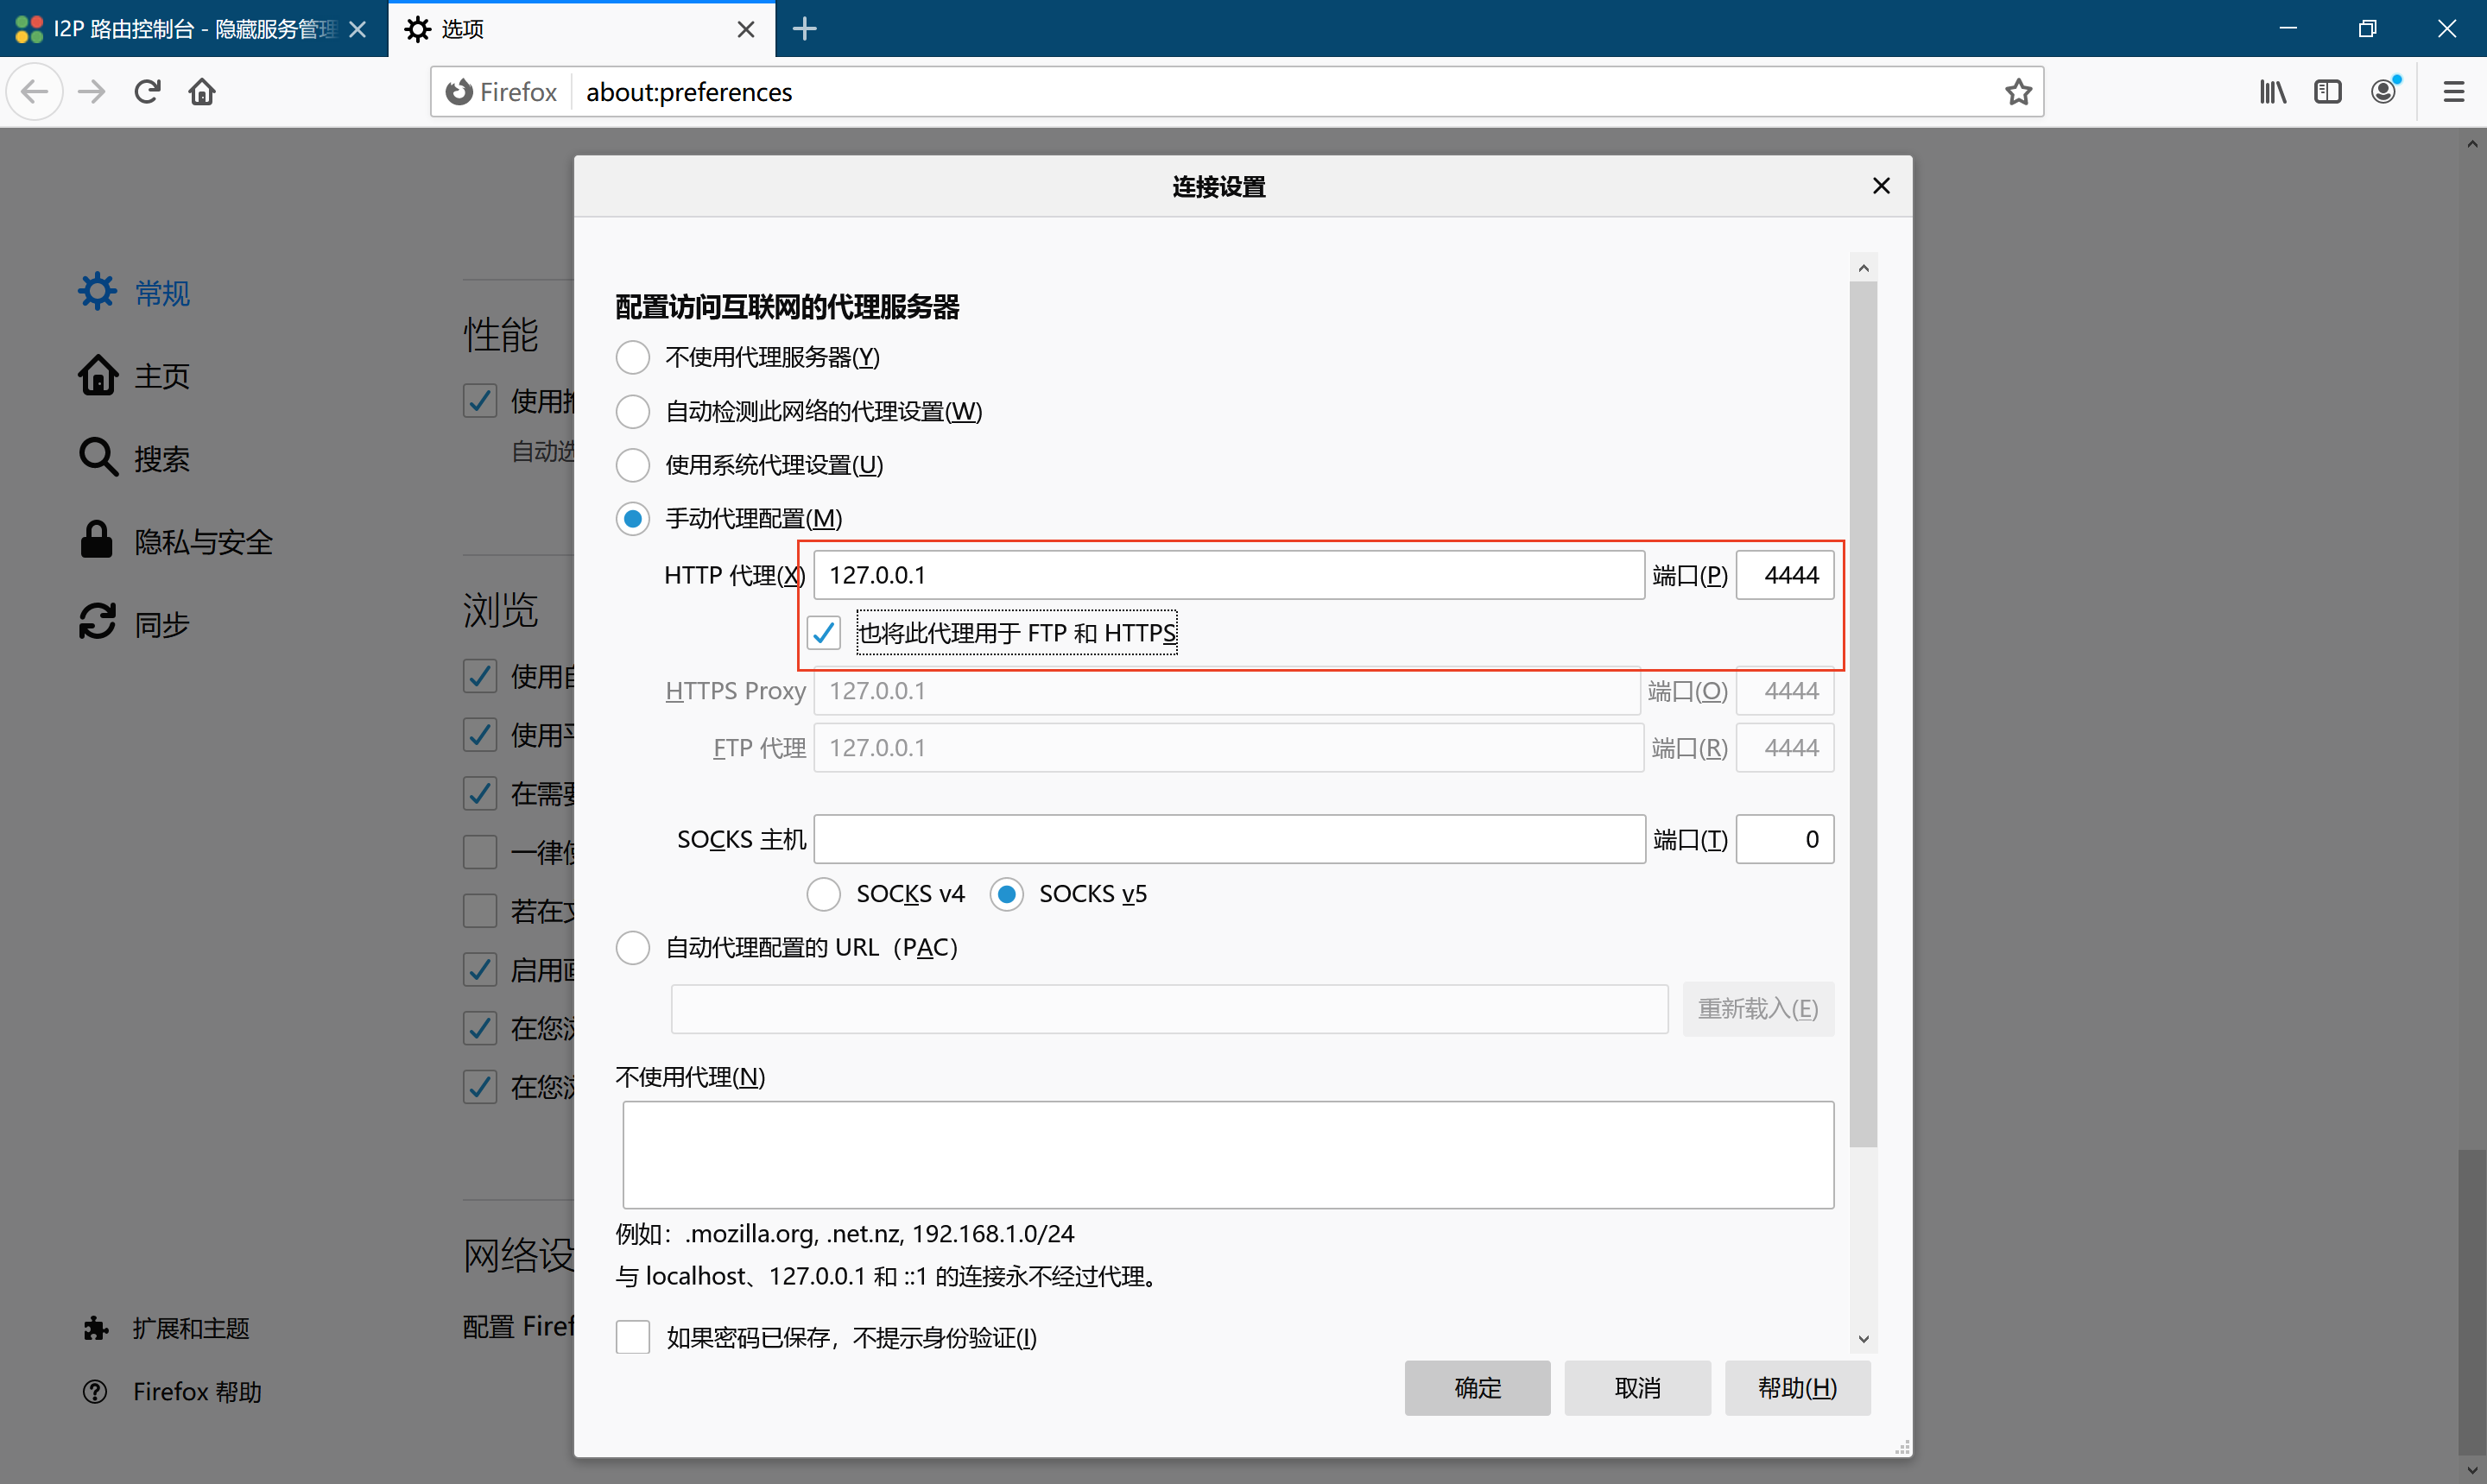 I2P 路由控制台 - 隐藏服务管理
选项
Firefox
about:preferences
连接设置
常规
主页
搜索
隐私与安全
同步
扩展和主题
Firefox 帮助
性能
使用推
自动选
浏览
使用自
使用平
在需要
一律使
若在文
启用画
在您浏
在您浏
网络设
配置 Firef
配置访问互联网的代理服务器
不使用代理服务器(Y)
自动检测此网络的代理设置(W)
使用系统代理设置(U)
手动代理配置(M)
HTTP 代理(X) 127.0.0.1 端口(P) 4444
也将此代理用于 FTP 和 HTTPS
HTTPS Proxy 127.0.0.1 端口(O) 4444
FTP 代理 127.0.0.1 端口(R) 4444
SOCKS 主机 端口(T) 0
SOCKS v4 SOCKS v5
自动代理配置的 URL（PAC）
重新载入(E)
不使用代理(N)
例如：.mozilla.org, .net.nz, 192.168.1.0/24
与 localhost、127.0.0.1 和 ::1 的连接永不经过代理。
如果密码已保存，不提示身份验证(I)
确定 取消 帮助(H)